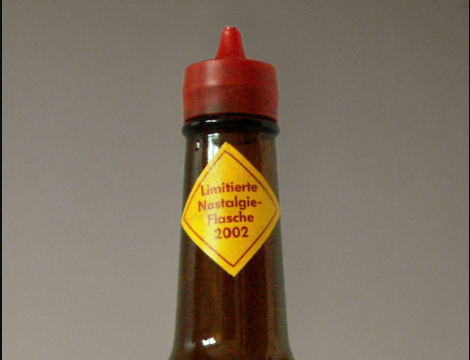 Limitierte
Nostalgie-
Flasche
2002